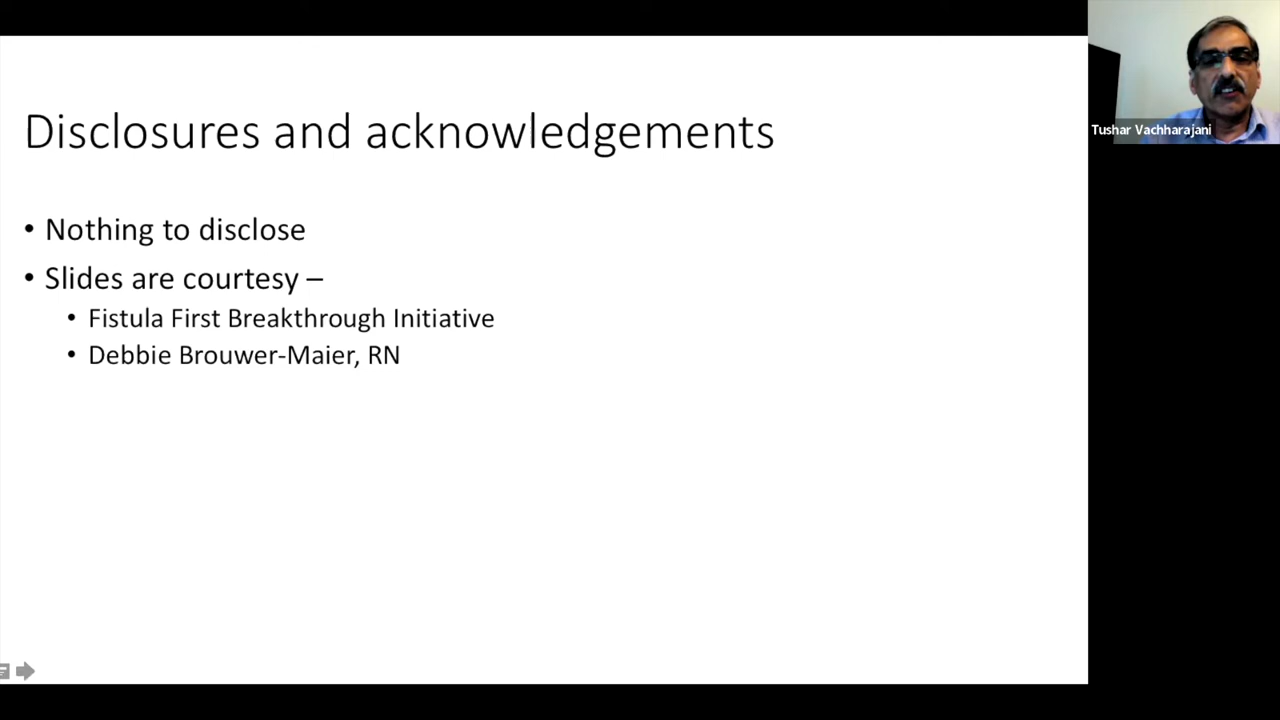 Disclosures and acknowledgements
• Nothing to disclose
• Slides are courtesy –
• Fistula First Breakthrough Initiative
• Debbie Brouwer-Maier, RN
Tushar Vachharajani